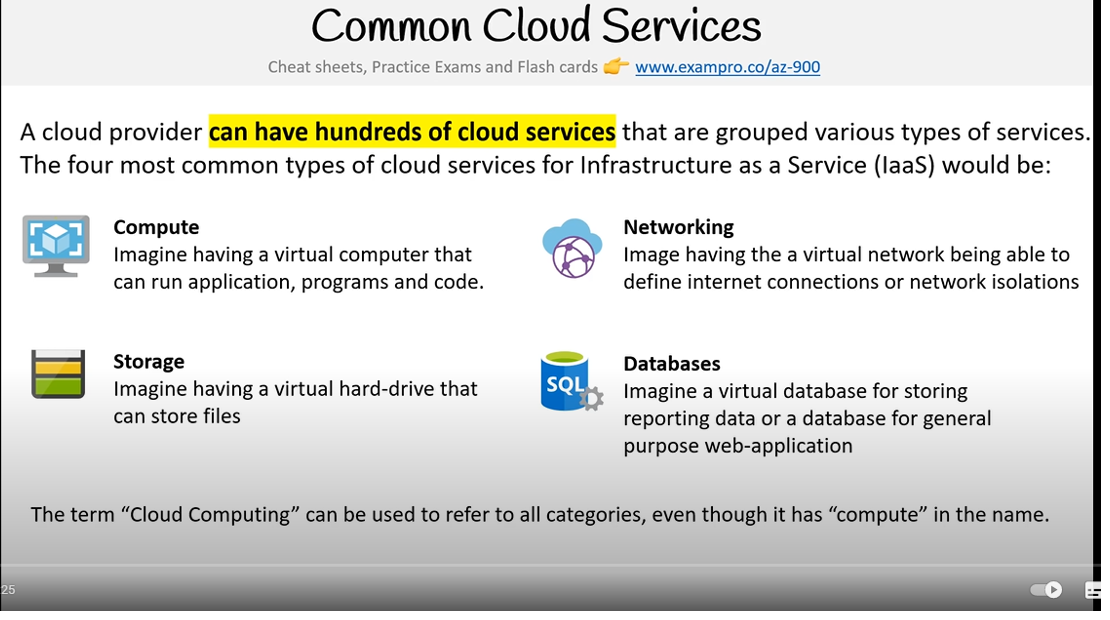 Common Cloud Services
Cheat sheets, Practice Exams and Flash cards 👉 www.exampro.co/az-900
A cloud provider can have hundreds of cloud services that are grouped various types of services.
The four most common types of cloud services for Infrastructure as a Service (IaaS) would be:
Compute
Imagine having a virtual computer that
can run application, programs and code.
Networking
Image having the a virtual network being able to
define internet connections or network isolations
Storage
Imagine having a virtual hard-drive that
can store files
SQL
Databases
Imagine a virtual database for storing
reporting data or a database for general
purpose web-application
The term “Cloud Computing” can be used to refer to all categories, even though it has “compute” in the name.
25